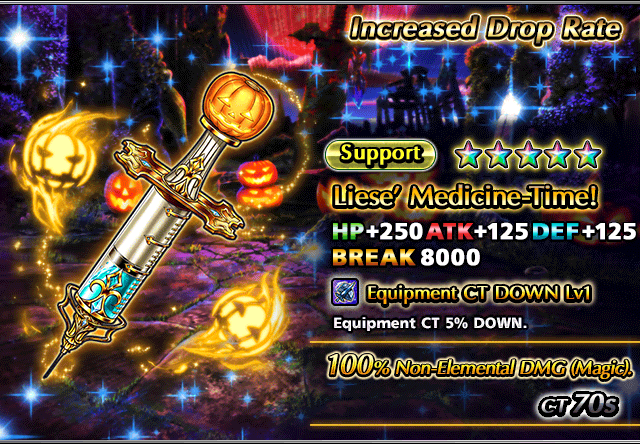 Increased Drop Rate
Support
Liese' Medicine-Time!
HP+250 ATK+125 DEF+125
BREAK 8000
Equipment CT DOWN Lv1
Equipment CT 5% DOWN.
100% Non-Elemental DMG (Magic).
CT 70s